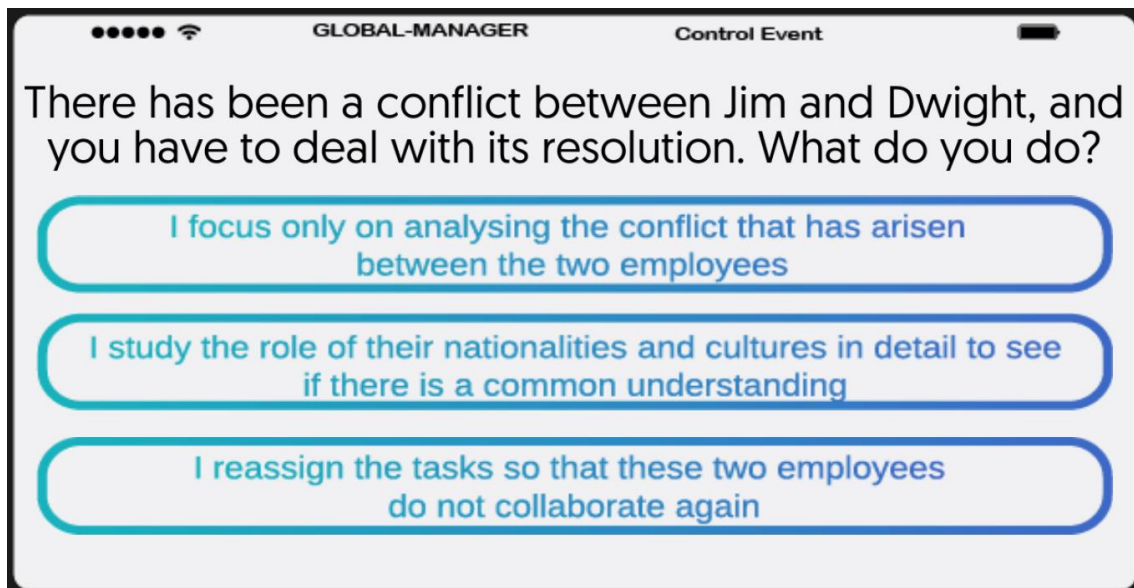 GLOBAL-MANAGER Control Event
There has been a conflict between Jim and Dwight, and
you have to deal with its resolution. What do you do?
I focus only on analysing the conflict that has arisen
between the two employees
I study the role of their nationalities and cultures in detail to see
if there is a common understanding
I reassign the tasks so that these two employees
do not collaborate again